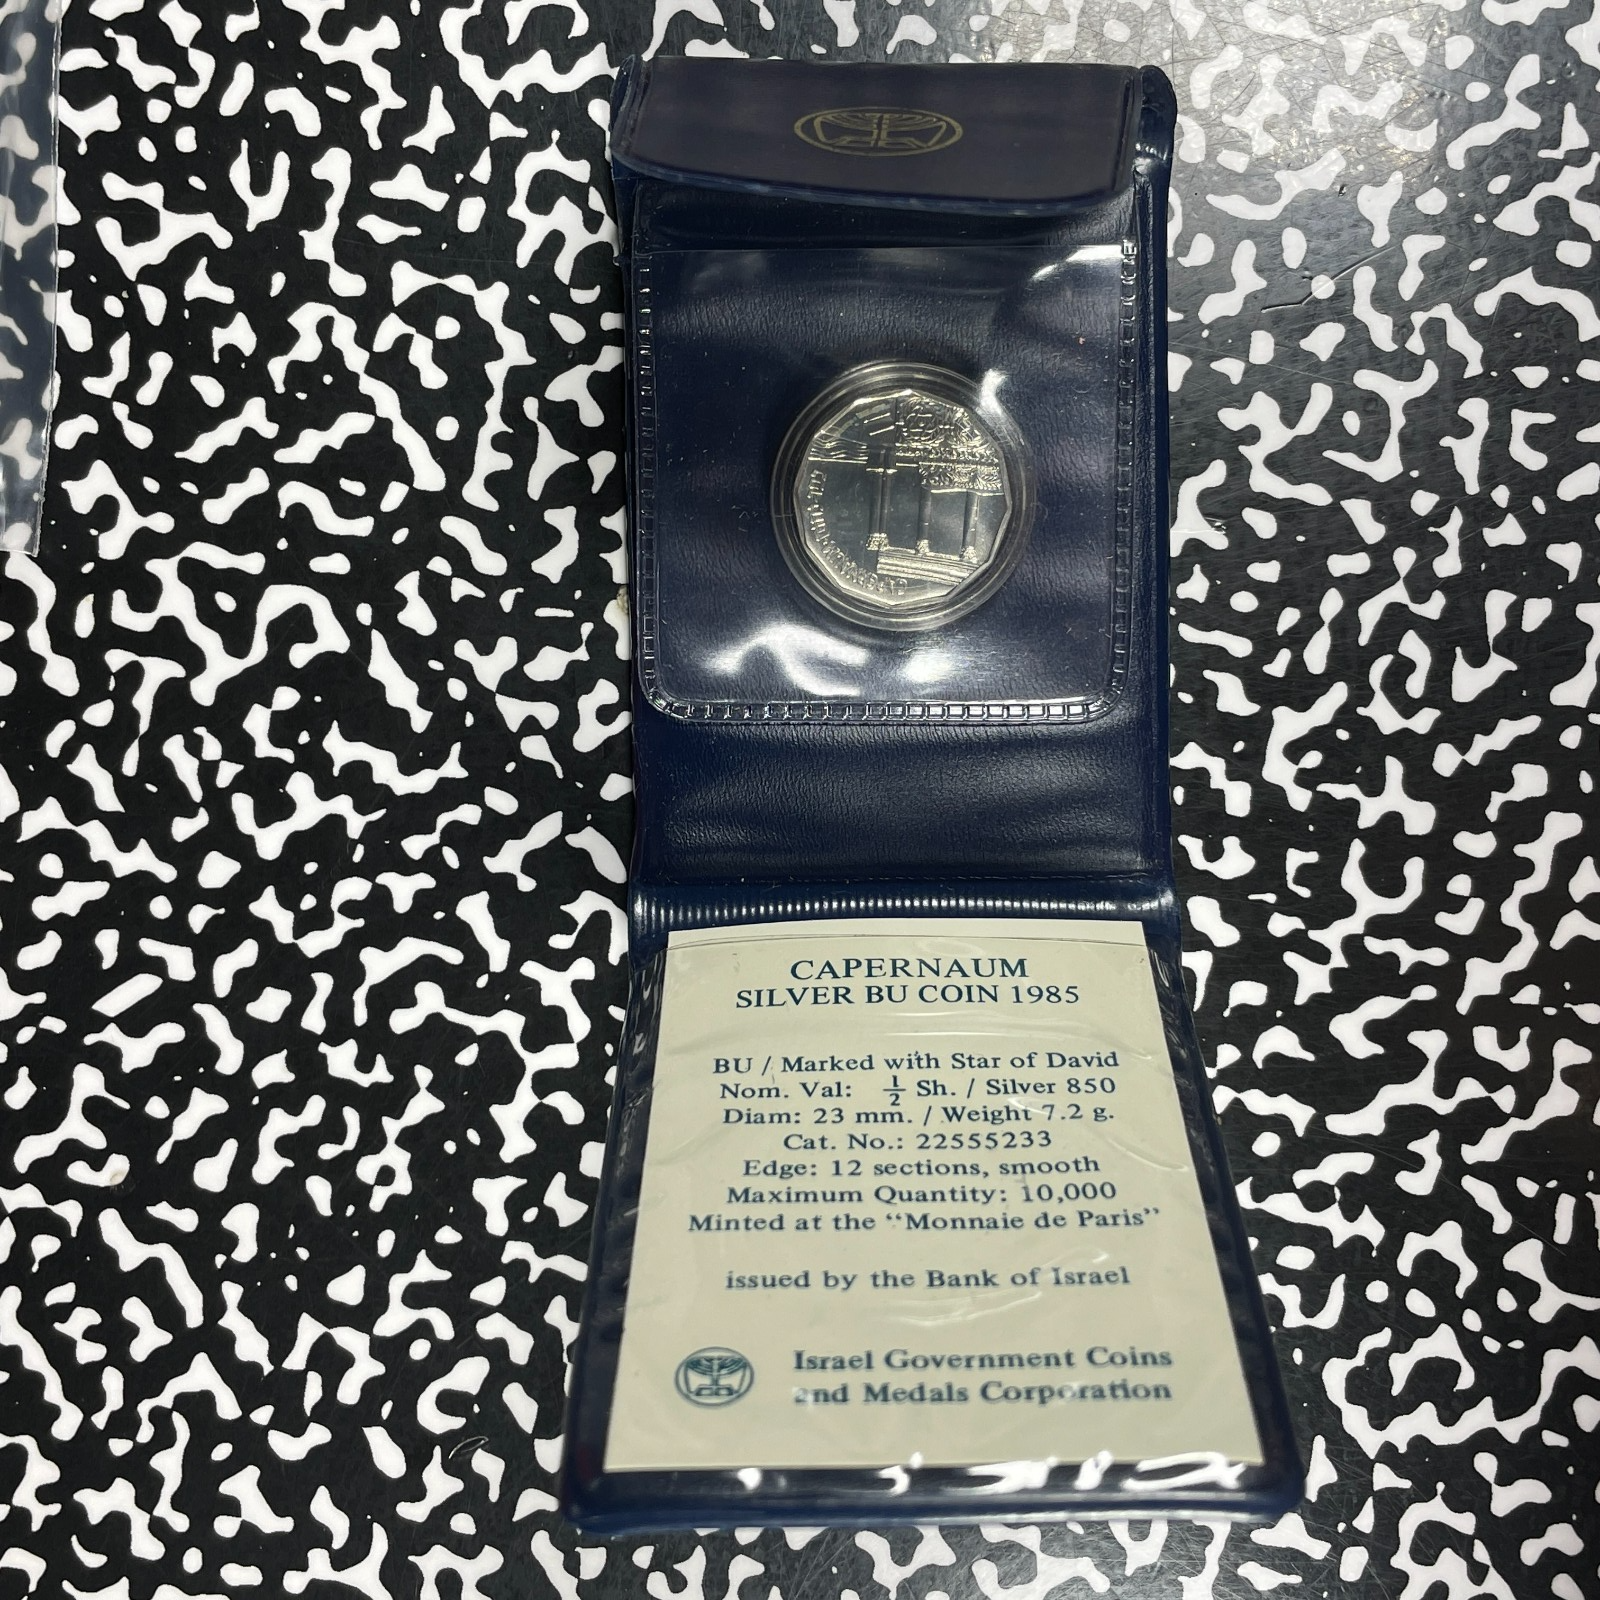 CAPERNAUM
CAPERNAUM
SILVER BU COIN 1985
BU / Marked with Star of David
Nom. Val: ½ Sh. / Silver 850
Diam: 23 mm. / Weight 7.2 g.
Cat. No.: 22555233
Edge: 12 sections, smooth
Maximum Quantity: 10,000
Minted at the “Monnaie de Paris”
issued by the Bank of Israel
Israel Government Coins
and Medals Corporation